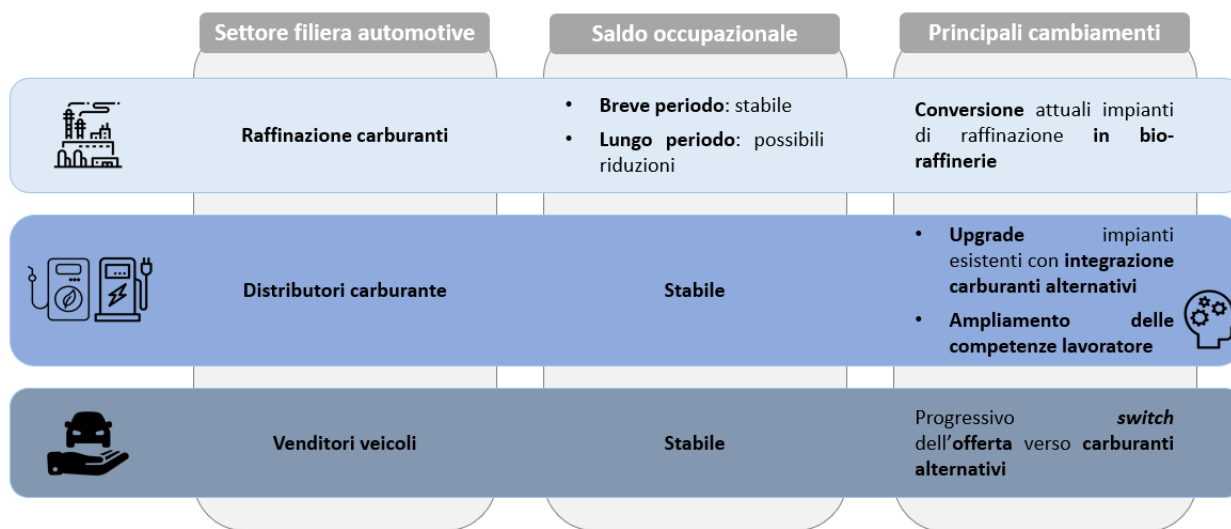 Settore filiera automotive
Saldo occupazionale
Principali cambiamenti
Raffinazione carburanti
• Breve periodo: stabile
• Lungo periodo: possibili
riduzioni
Conversione attuali impianti
di raffinazione in bio-
raffinerie
Distributori carburante
Stabile
• Upgrade impianti
esistenti con integrazione
carburanti alternativi
• Ampliamento delle
competenze lavoratore
Venditori veicoli
Stabile
Progressivo switch
dell'offerta verso carburanti
alternativi